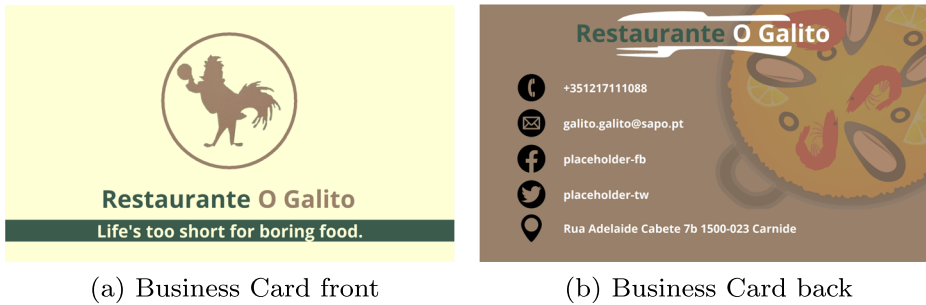 Restaurante O Galito
Life's too short for boring food.
(a) Business Card front
Restaurante O Galito
+351217111088
galito.galito@sapo.pt
placeholder-fb
placeholder-tw
Rua Adelaide Cabete 7b 1500-023 Carnide
(b) Business Card back